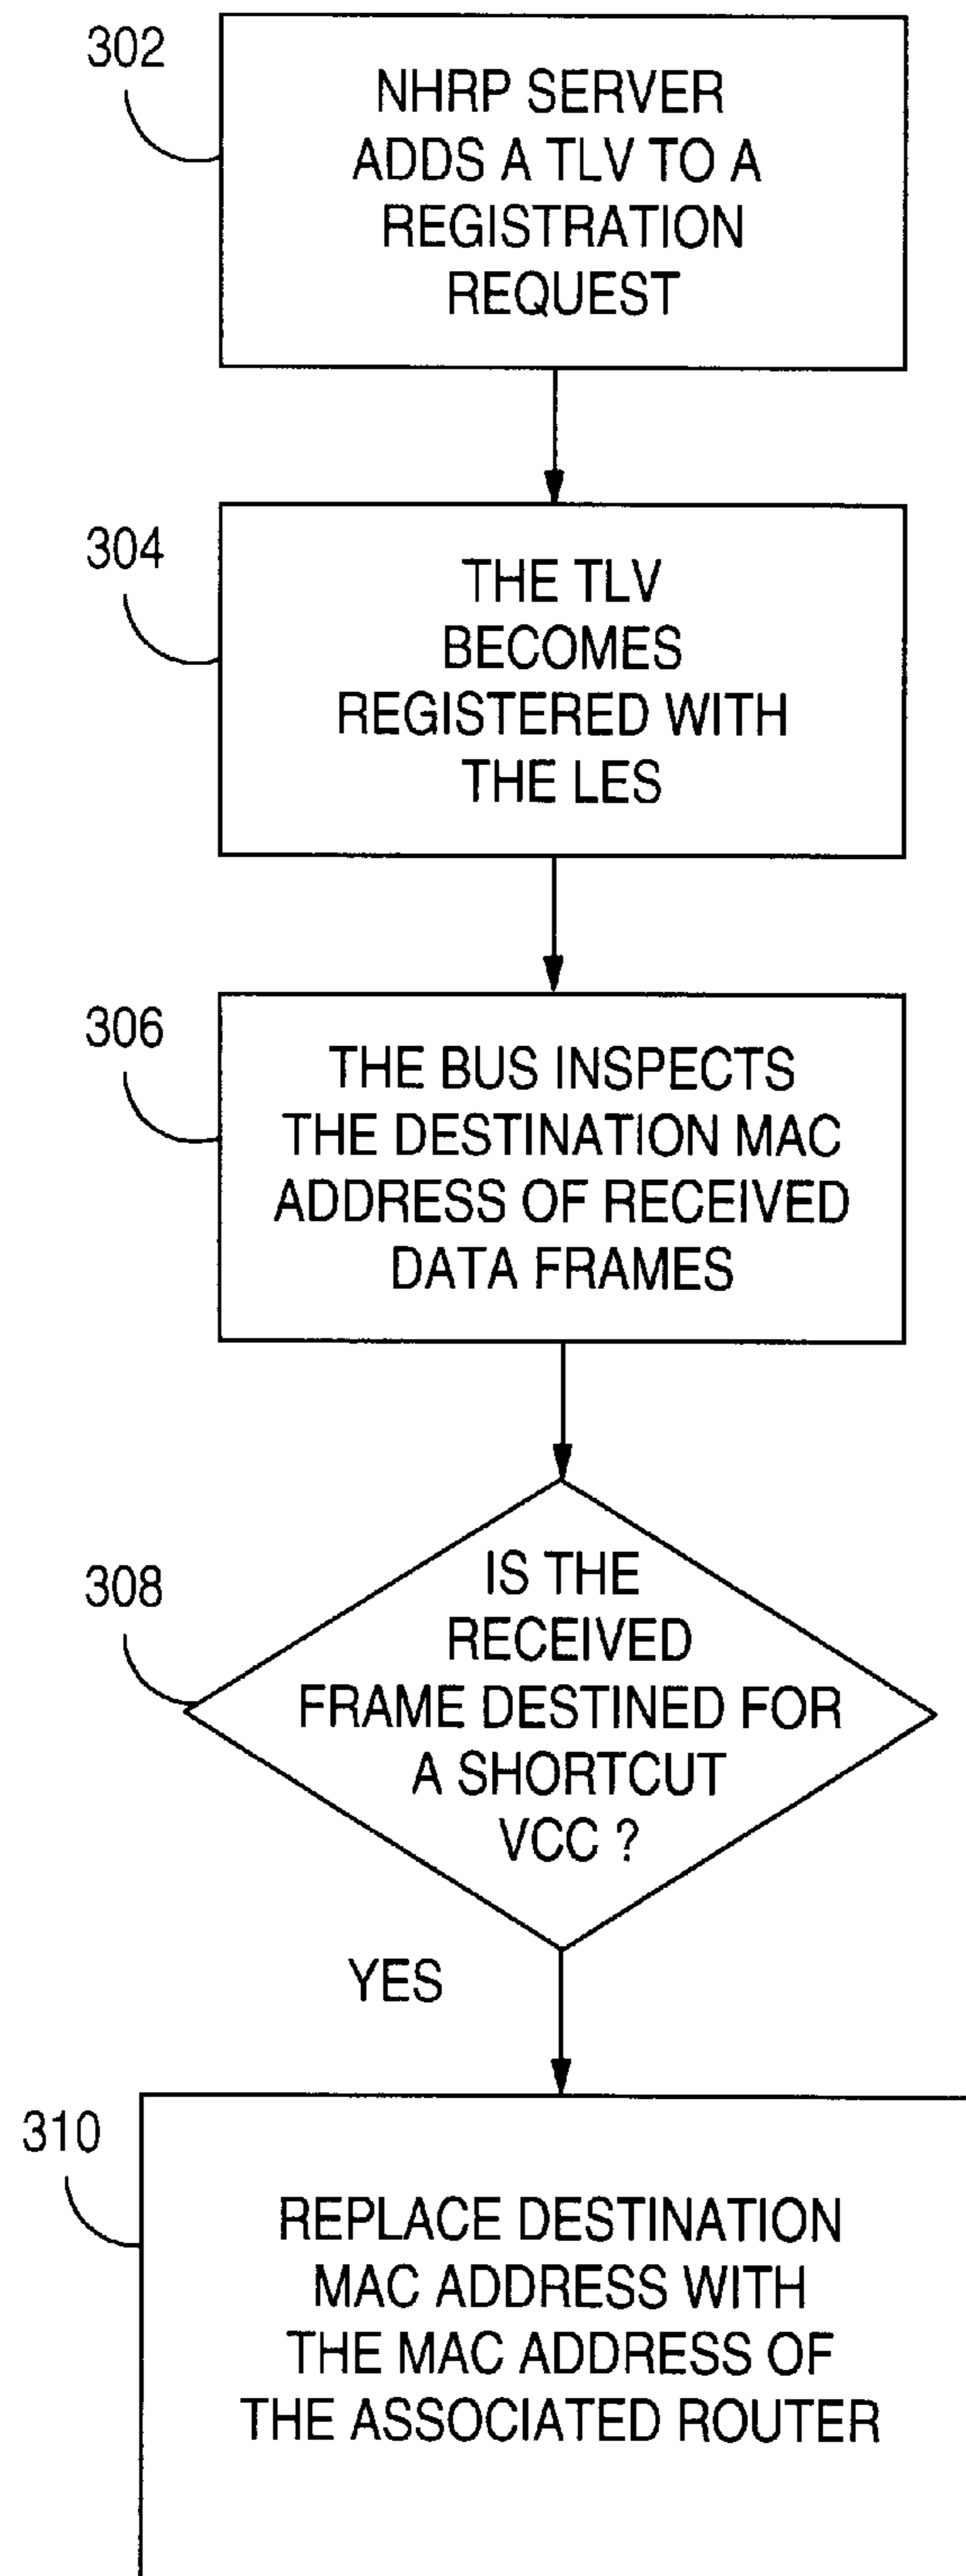 302
NHRP SERVER
ADDS A TLV TO A
REGISTRATION
REQUEST
304
THE TLV
BECOMES
REGISTERED WITH
THE LES
306
THE BUS INSPECTS
THE DESTINATION MAC
ADDRESS OF RECEIVED
DATA FRAMES
308
IS THE
RECEIVED
FRAME DESTINED FOR
A SHORTCUT
VCC ?
YES
310
REPLACE DESTINATION
MAC ADDRESS WITH
THE MAC ADDRESS OF
THE ASSOCIATED ROUTER